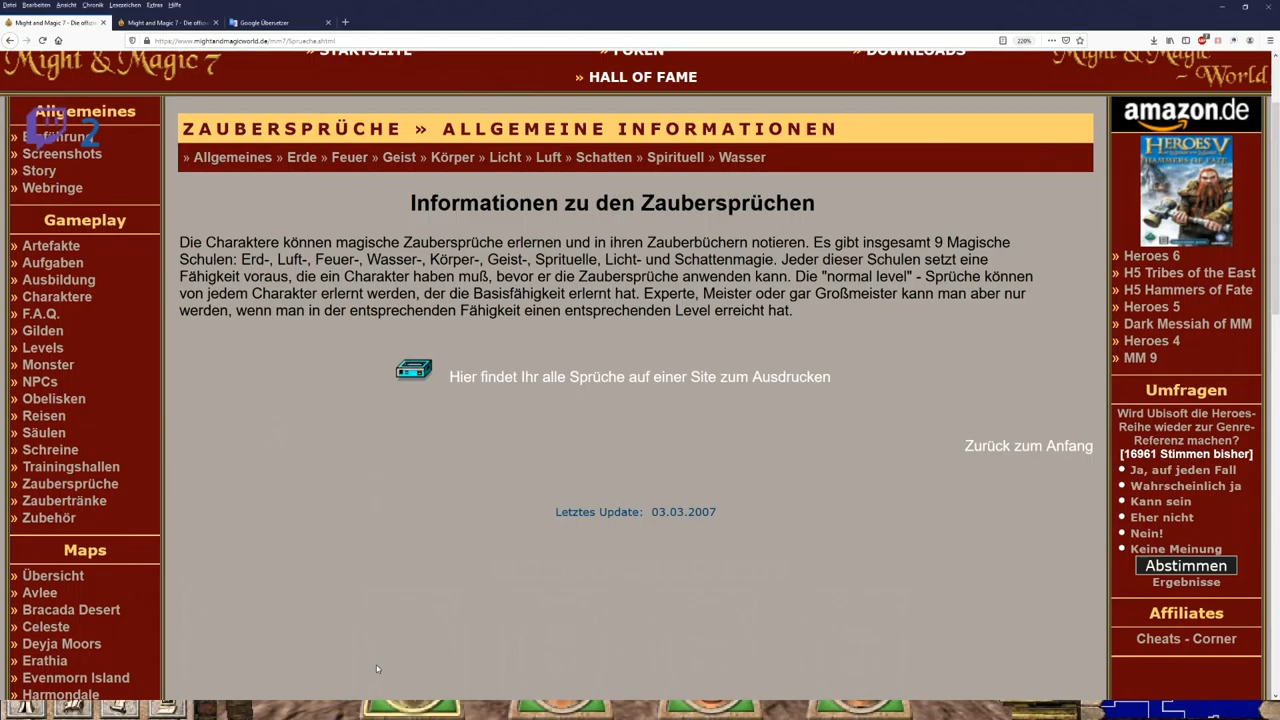 Datei Bearbeiten Ansicht Chronik Lesezeichen Extras Hilfe
Might and Magic 7 - Die offizi
Might and Magic 7 - Die offizi
Google Übersetzer
https://www.mightandmagicworld.de/mm7/Sprueche.shtml
220%
» STARTSEITE
» FOREN
» DOWNLOADS
Might & Magic 7
» HALL OF FAME
Might & Magic
~ World
Allgemeines
» Einführung
» Screenshots
» Story
» Webringe
Gameplay
» Artefakte
» Aufgaben
» Ausbildung
» Charaktere
» F.A.Q.
» Gilden
» Levels
» Monster
» NPCs
» Obelisken
» Reisen
» Säulen
» Schreine
» Trainingshallen
» Zaubersprüche
» Zaubertränke
» Zubehör
Maps
» Übersicht
» Avlee
» Bracada Desert
» Celeste
» Deyja Moors
» Erathia
» Evenmorn Island
» Harmondale
2
ZAUBERSPRÜCHE » ALLGEMEINE INFORMATIONEN
» Allgemeines » Erde » Feuer » Geist » Körper » Licht » Luft » Schatten » Spirituell » Wasser
Informationen zu den Zaubersprüchen
Die Charaktere können magische Zaubersprüche erlernen und in ihren Zauberbüchern notieren. Es gibt insgesamt 9 Magische
Schulen: Erd-, Luft-, Feuer-, Wasser-, Körper-, Geist-, Sprituelle, Licht- und Schattenmagie. Jeder dieser Schulen setzt eine
Fähigkeit voraus, die ein Charakter haben muß, bevor er die Zaubersprüche anwenden kann. Die "normal level" - Sprüche können
von jedem Charakter erlernt werden, der die Basisfähigkeit erlernt hat. Experte, Meister oder gar Großmeister kann man aber nur
werden, wenn man in der entsprechenden Fähigkeit einen entsprechenden Level erreicht hat.
Hier findet Ihr alle Sprüche auf einer Site zum Ausdrucken
Zurück zum Anfang
Letztes Update: 03.03.2007
amazon.de
HEROES V
HAMMERS OF FATE
» Heroes 6
» H5 Tribes of the East
» H5 Hammers of Fate
» Heroes 5
» Dark Messiah of MM
» Heroes 4
» MM 9
Umfragen
Wird Ubisoft die Heroes-
Reihe wieder zur Genre-
Referenz machen?
[16961 Stimmen bisher]
Ja, auf jeden Fall
Wahrscheinlich ja
Kann sein
Eher nicht
Nein!
Keine Meinung
Abstimmen
Ergebnisse
Affiliates
Cheats - Corner